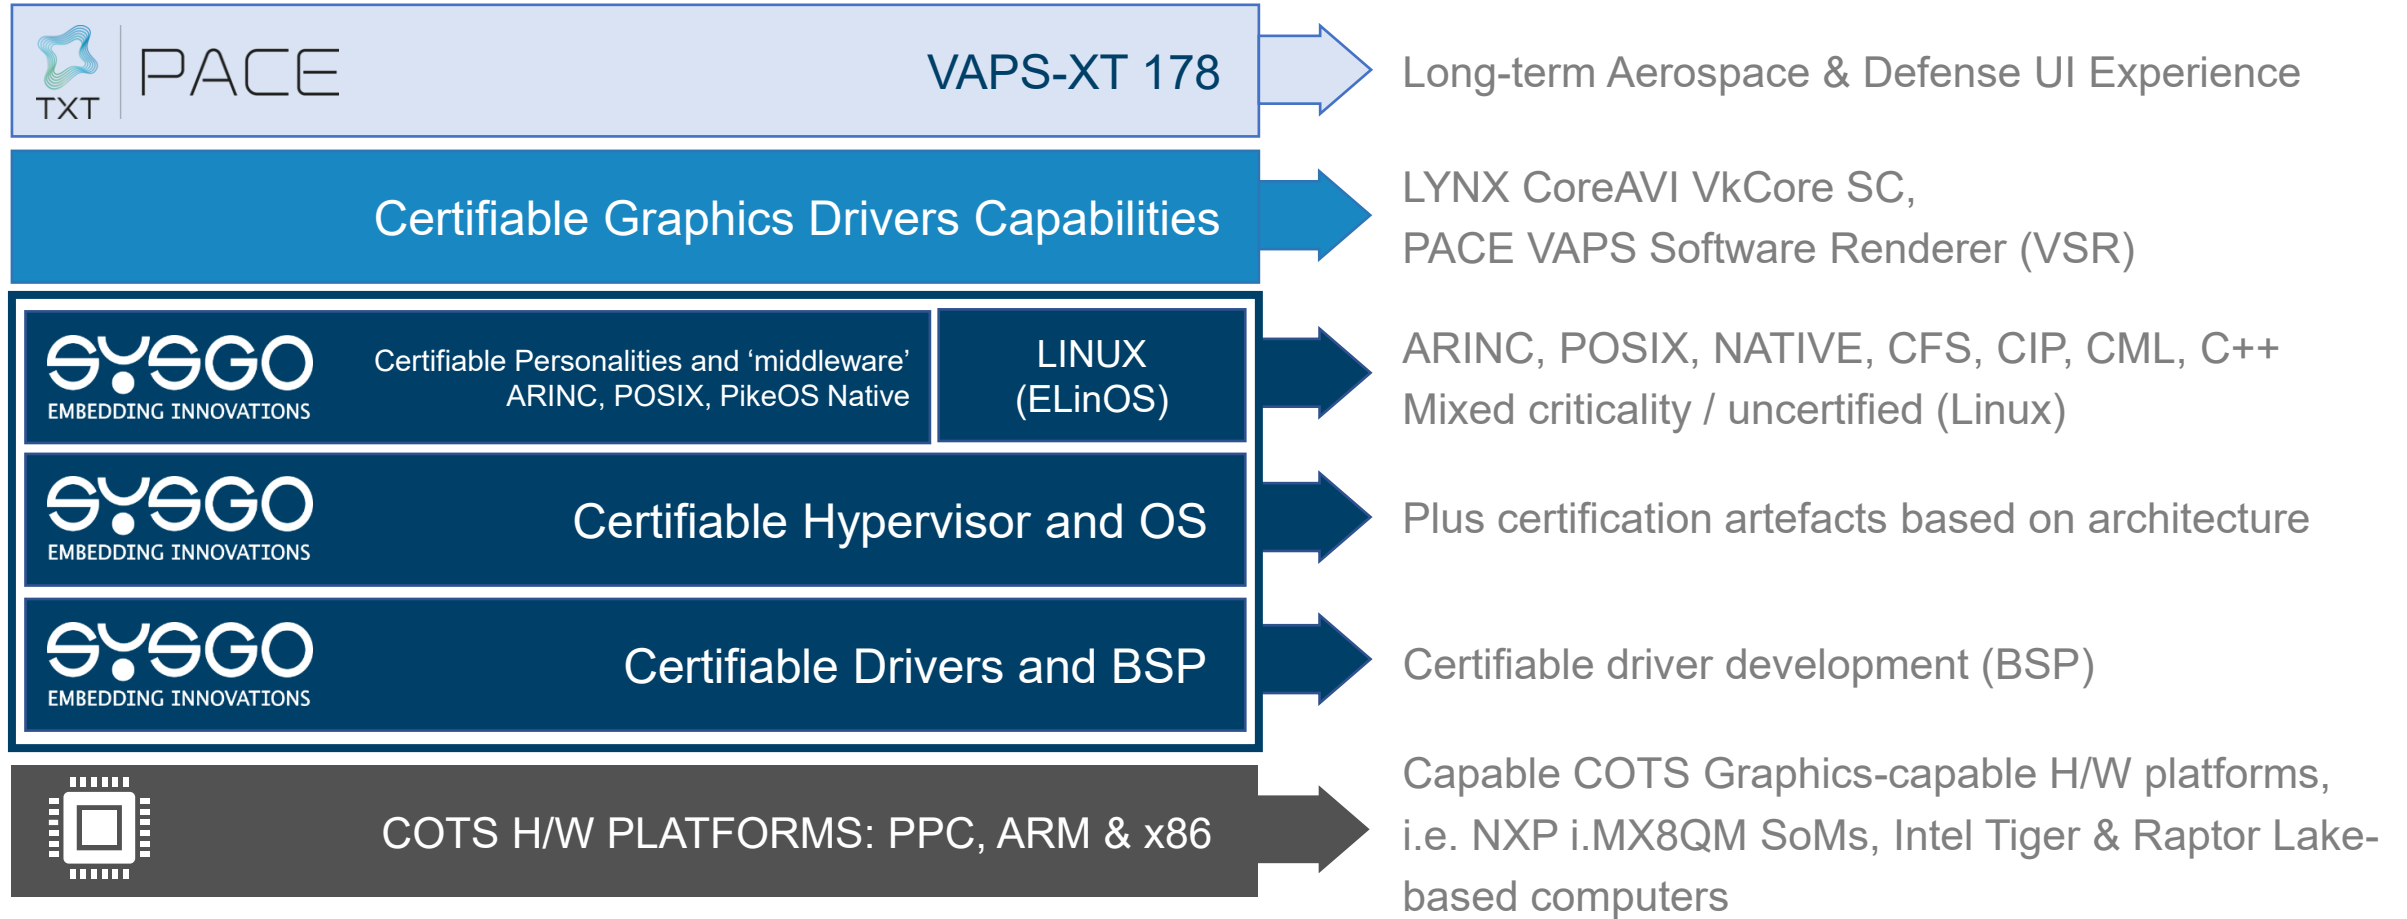 TXT
PACE
VAPS-XT 178
Long-term Aerospace & Defense UI Experience
Certifiable Graphics Drivers Capabilities
LYNX CoreAVI VkCore SC,
PACE VAPS Software Renderer (VSR)
SYSGO
EMBEDDING INNOVATIONS
Certifiable Personalities and ‘middleware’
ARINC, POSIX, PikeOS Native
LINUX
(ELinOS)
ARINC, POSIX, NATIVE, CFS, CIP, CML, C++
Mixed criticality / uncertified (Linux)
SYSGO
EMBEDDING INNOVATIONS
Certifiable Hypervisor and OS
Plus certification artefacts based on architecture
SYSGO
EMBEDDING INNOVATIONS
Certifiable Drivers and BSP
Certifiable driver development (BSP)
COTS H/W PLATFORMS: PPC, ARM & x86
Capable COTS Graphics-capable H/W platforms,
i.e. NXP i.MX8QM SoMs, Intel Tiger & Raptor Lake-
based computers